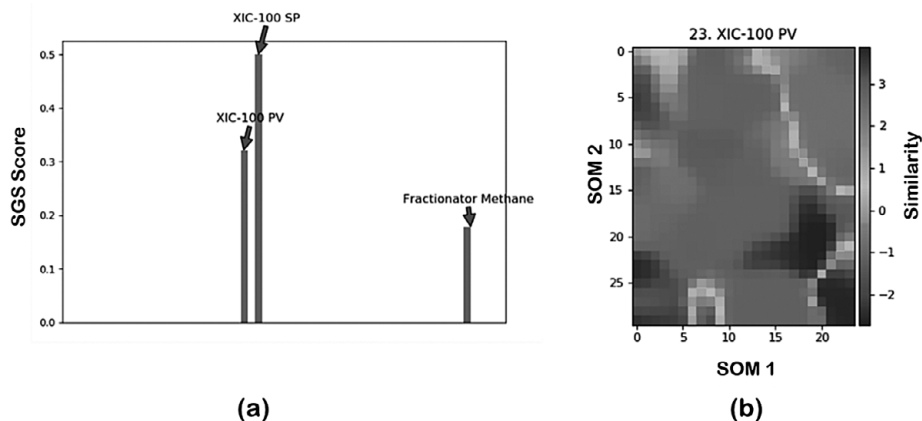 XIC-100 SP
0.5
0.4
XIC-100 PV
0.3
Fractionator Methane
0.2
0.1
0.0
SGS Score
(a)
23. XIC-100 PV
0
5
10
15
20
25
SOM 2
0 5 10 15 20
SOM 1
3
2
1
0
−1
−2
Similarity
(b)